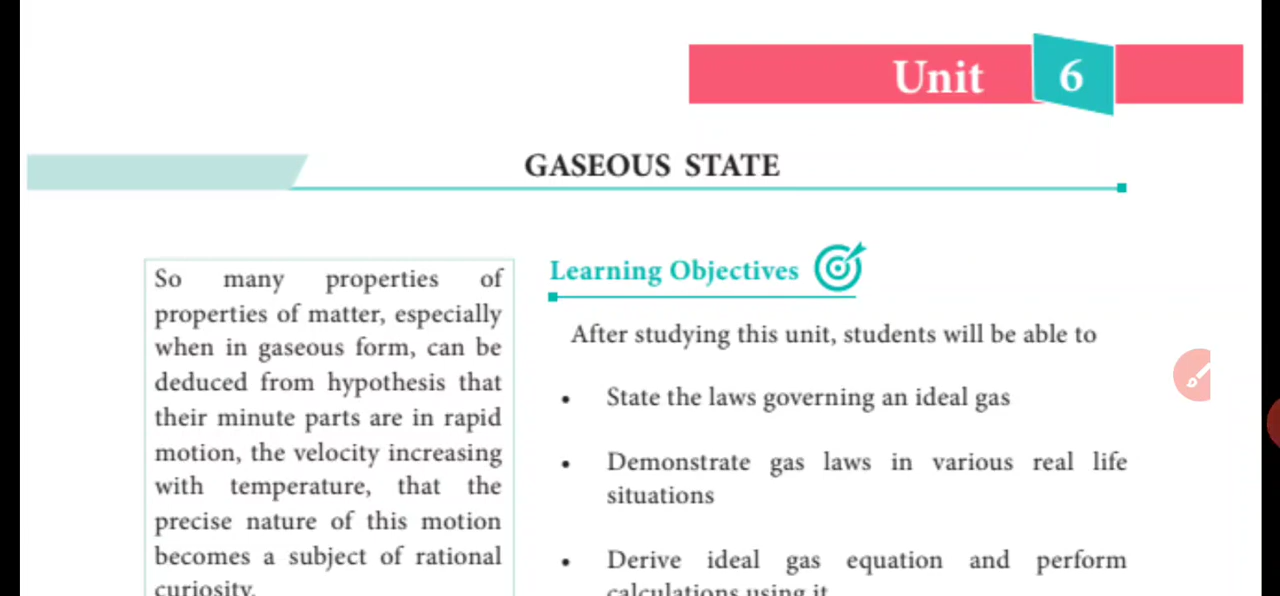 Unit 6
GASEOUS STATE
So many properties of
properties of matter, especially
when in gaseous form, can be
deduced from hypothesis that
their minute parts are in rapid
motion, the velocity increasing
with temperature, that the
precise nature of this motion
becomes a subject of rational
curiosity.
Learning Objectives
After studying this unit, students will be able to
• State the laws governing an ideal gas
• Demonstrate gas laws in various real life
situations
• Derive ideal gas equation and perform
calculations using it